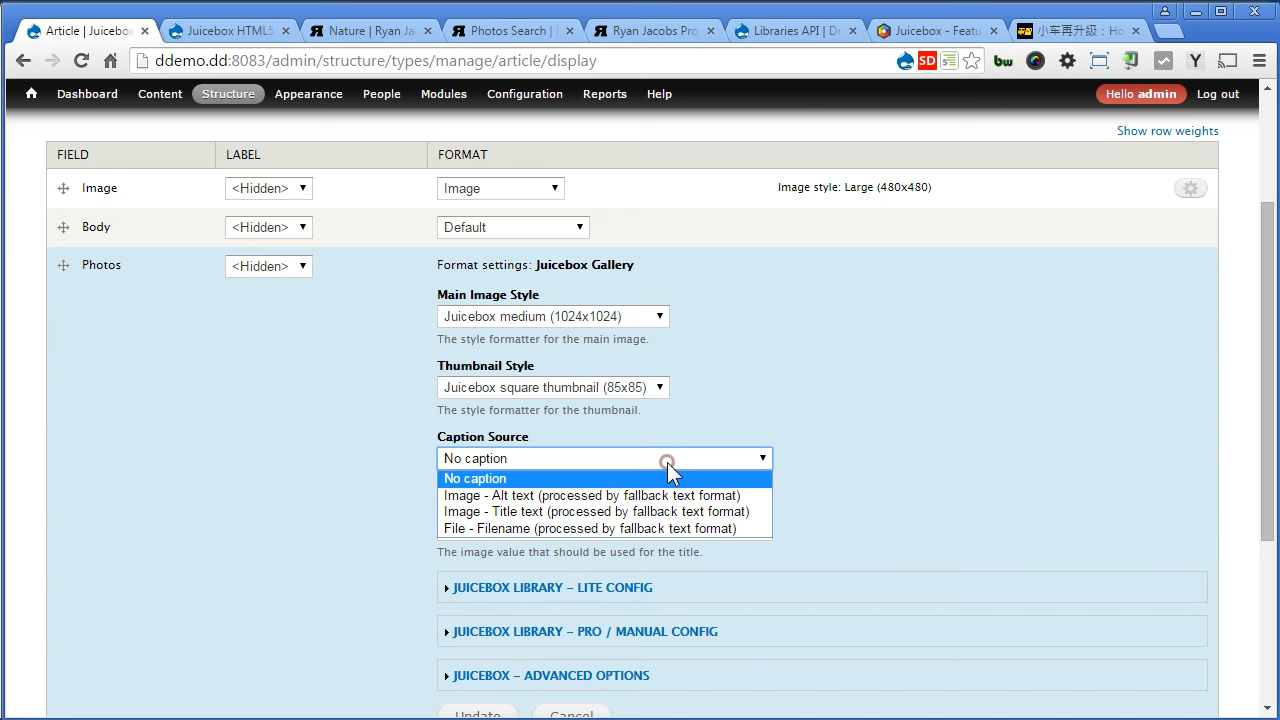 Article | Juicebox
Juicebox HTML5
Nature | Ryan Jac
Photos Search |
Ryan Jacobs Pro
Libraries API | Dr
Juicebox - Featu
小车再升級：Ho
ddemo.dd:8083/admin/structure/types/manage/article/display
SD
bw
Y
Dashboard
Content
Structure
Appearance
People
Modules
Configuration
Reports
Help
Hello admin
Log out
Show row weights
FIELD
LABEL
FORMAT
Image
<Hidden>
Image
Image style: Large (480x480)
Body
<Hidden>
Default
Photos
<Hidden>
Format settings: Juicebox Gallery
Main Image Style
Juicebox medium (1024x1024)
The style formatter for the main image.
Thumbnail Style
Juicebox square thumbnail (85x85)
The style formatter for the thumbnail.
Caption Source
No caption
No caption
Image - Alt text (processed by fallback text format)
Image - Title text (processed by fallback text format)
File - Filename (processed by fallback text format)
The image value that should be used for the title.
JUICEBOX LIBRARY – LITE CONFIG
JUICEBOX LIBRARY – PRO / MANUAL CONFIG
JUICEBOX – ADVANCED OPTIONS
Update
Cancel